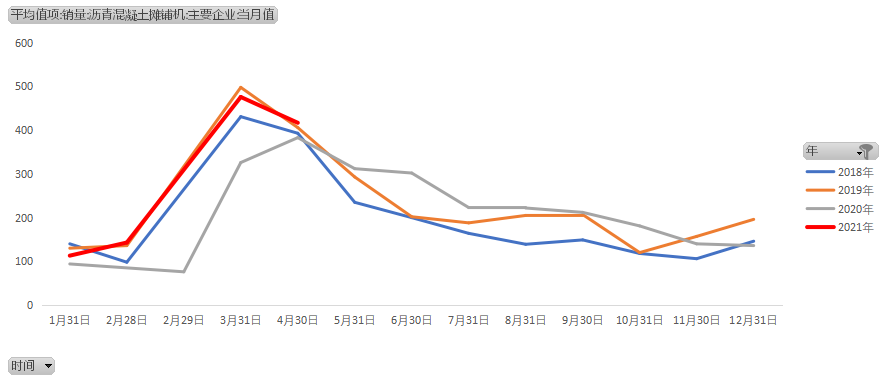 平均值项:销量:沥青混凝土摊铺机:主要企业:当月值
600
500
400
300
200
100
0
1月31日 2月28日 2月29日 3月31日 4月30日 5月31日 6月30日 7月31日 8月31日 9月30日 10月31日 11月30日 12月31日
年
2018年
2019年
2020年
2021年
时间